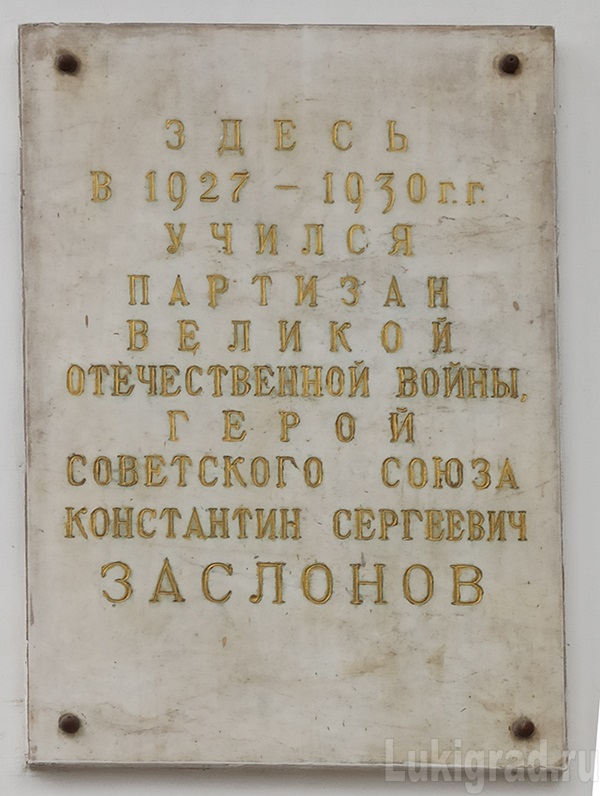 ЗДЕСЬ
В 1927 – 1930 г.г.
УЧИЛСЯ
ПАРТИЗАН
ВЕЛИКОЙ
ОТЕЧЕСТВЕННОЙ ВОЙНЫ,
ГЕРОЙ
СОВЕТСКОГО СОЮЗА
КОНСТАНТИН СЕРГЕЕВИЧ
ЗАСЛОНОВ
Lukigrad.ru